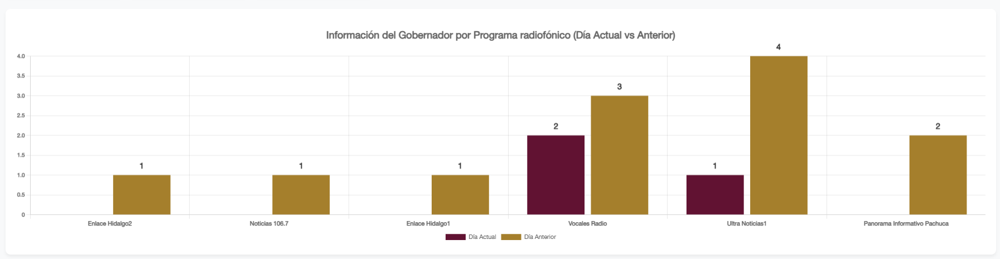 Información del Gobernador por Programa radiofónico (Día Actual vs Anterior)
4
4.0
3.5
3
3.0
2.5
2
2
2.0
1.5
1
1
1
1
1.0
0.5
0
Enlace Hidalgo2
Noticias 106.7
Enlace Hidalgo1
Vocales Radio
Ultra Noticias1
Panorama Informativo Pachuca
Día Actual
Día Anterior